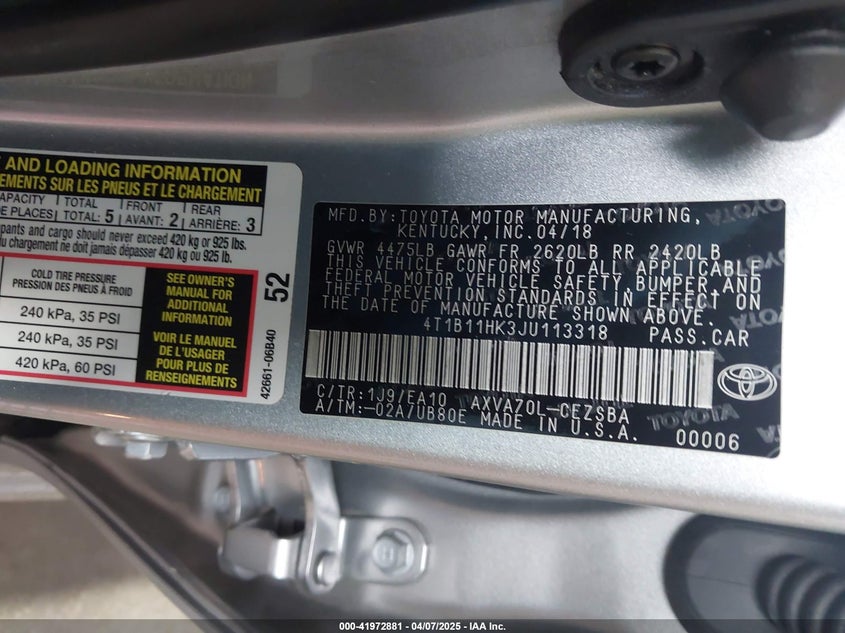 AND LOADING INFORMATION
EMENTS SUR LES PNEUS ET LE CHARGEMENT
CAPACITY TOTAL FRONT REAR
DE PLACES TOTAL: 5 AVANT: 2 ARRIÈRE: 3
pants and cargo should never exceed 420 kg or 925 lbs.
du chargement ne doit jamais dépasser 420 kg ou 925 lb.
COLD TIRE PRESSURE
PRESSION DES PNEUS À FROID
240 kPa, 35 PSI
240 kPa, 35 PSI
420 kPa, 60 PSI
SEE OWNER'S
MANUAL FOR
ADDITIONAL
INFORMATION
VOIR LE MANUEL
DE L'USAGER
POUR PLUS DE
RENSEIGNEMENTS
52
42661-06B40
MFD.BY: TOYOTA MOTOR MANUFACTURING,
KENTUCKY, INC. 04/18
GVWR 4475LB GAWR FR 2620LB RR 2420LB
THIS VEHICLE CONFORMS TO ALL APPLICABLE
FEDERAL MOTOR VEHICLE SAFETY, BUMPER, AND
THEFT PREVENTION STANDARDS IN EFFECT ON
THE DATE OF MANUFACTURE SHOWN ABOVE.
4T1B11HK3JU113318 PASS.CAR
C/TR: 1J9/EA10 AXVA70L-CEZSBA
A/TM: -02A/UB80E MADE IN U.S.A. 00006
TOYOTA
000-41972881 - 04/07/2025 - IAA Inc.